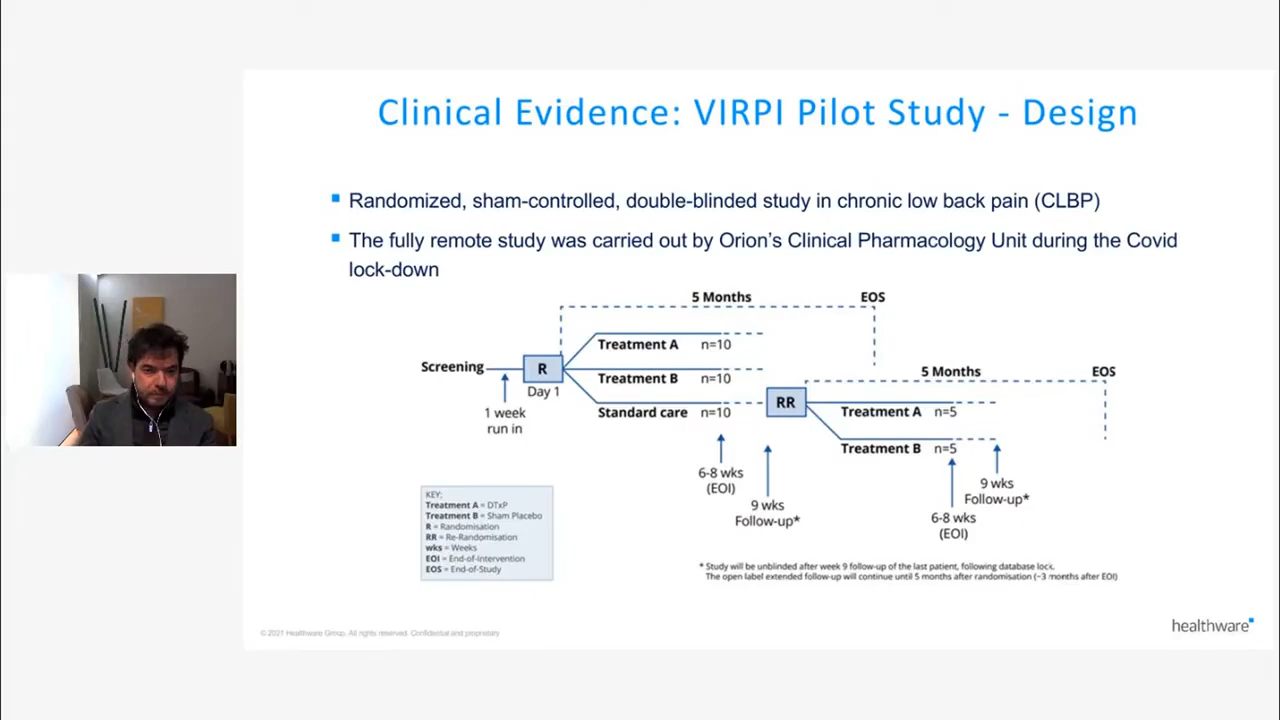 Clinical Evidence: VIRPI Pilot Study - Design
Randomized, sham-controlled, double-blinded study in chronic low back pain (CLBP)
The fully remote study was carried out by Orion's Clinical Pharmacology Unit during the Covid
lock-down
5 Months
EOS
Screening
R
Day 1
1 week
run in
Treatment A n=10
Treatment B n=10
Standard care n=10
6-8 wks
(EOI)
9 wks
Follow-up*
RR
5 Months
EOS
Treatment A n=5
Treatment B n=5
6-8 wks
(EOI)
9 wks
Follow-up*
KEY:
Treatment A = DTxP
Treatment B = Sham Placebo
R = Randomisation
RR = Re-Randomisation
wks = Weeks
EOI = End-of-Intervention
EOS = End-of-Study
* Study will be unblinded after week 9 follow-up of the last patient, following database lock.
The open label extended follow-up will continue until 5 months after randomisation (~3 months after EOI)
© 2021 Healthware Group. All rights reserved. Confidential and proprietary
healthware